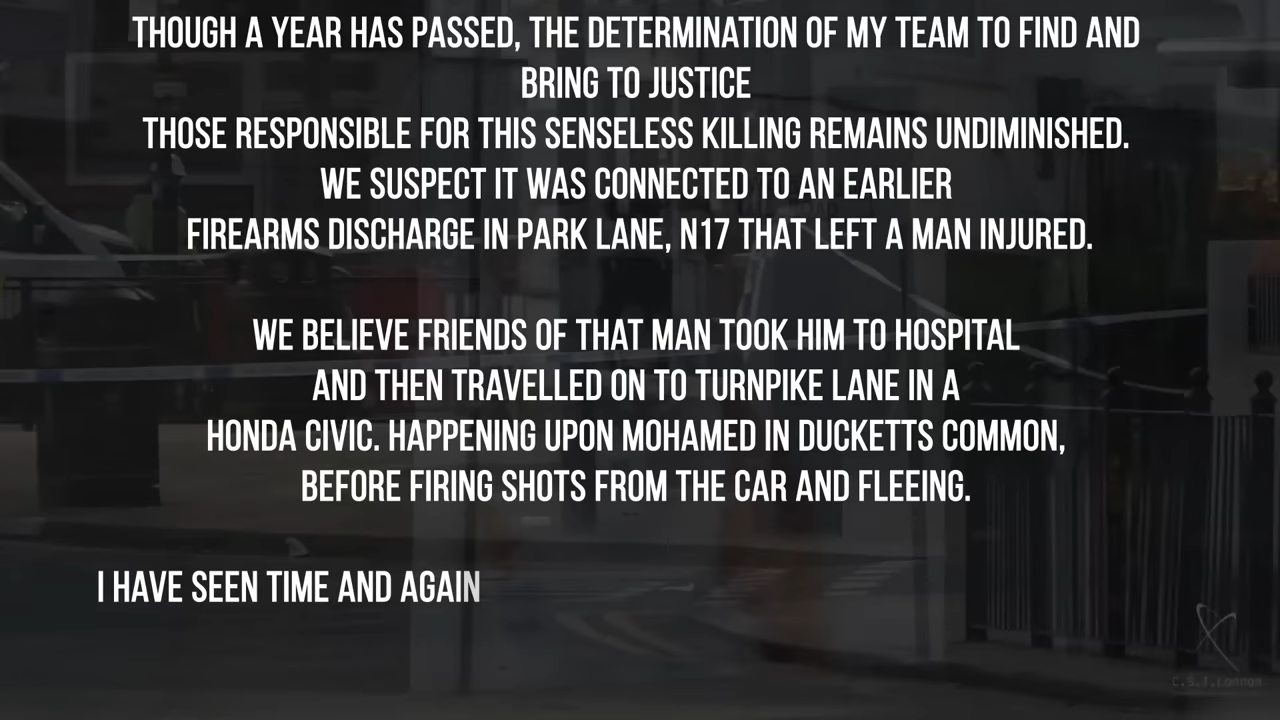 THOUGH A YEAR HAS PASSED, THE DETERMINATION OF MY TEAM TO FIND AND
BRING TO JUSTICE
THOSE RESPONSIBLE FOR THIS SENSELESS KILLING REMAINS UNDIMINISHED.
WE SUSPECT IT WAS CONNECTED TO AN EARLIER
FIREARMS DISCHARGE IN PARK LANE, N17 THAT LEFT A MAN INJURED.
WE BELIEVE FRIENDS OF THAT MAN TOOK HIM TO HOSPITAL
AND THEN TRAVELLED ON TO TURNPIKE LANE IN A
HONDA CIVIC. HAPPENING UPON MOHAMED IN DUCKETTS COMMON,
BEFORE FIRING SHOTS FROM THE CAR AND FLEEING.
I HAVE SEEN TIME AND AGAIN
C.S.I.London